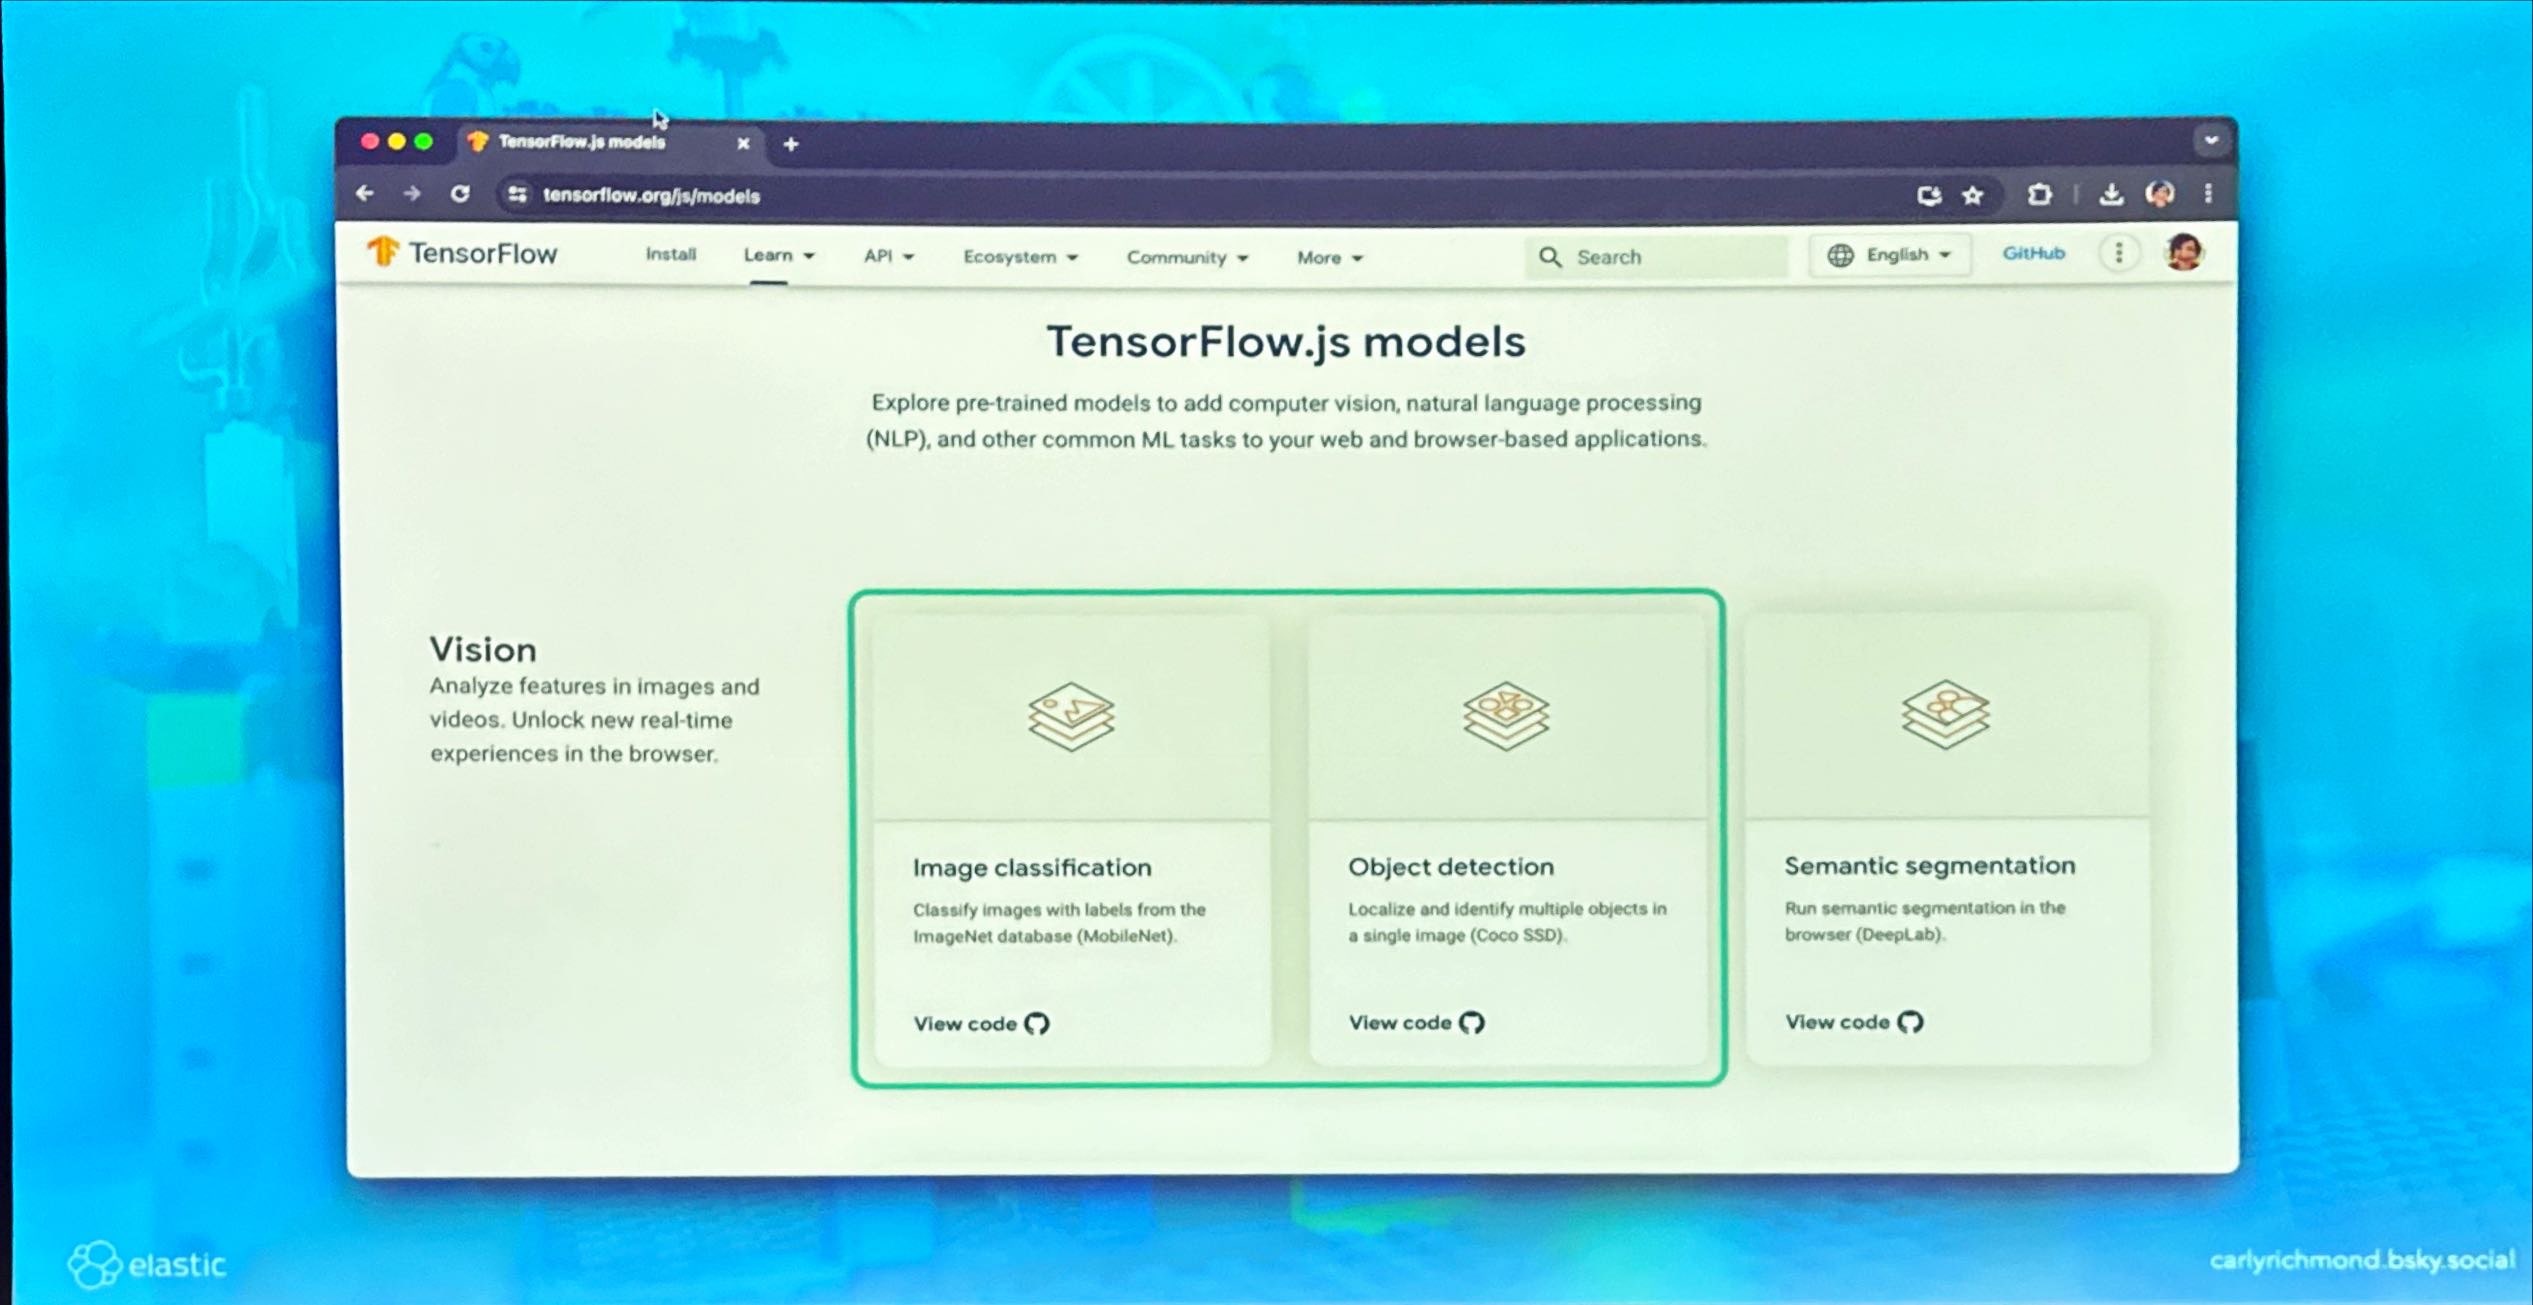 TensorFlow.js models
tensorflow.org/js/models
TensorFlow
Install
Learn
API
Ecosystem
Community
More
Search
English
GitHub
TensorFlow.js models
Explore pre-trained models to add computer vision, natural language processing
(NLP), and other common ML tasks to your web and browser-based applications.
Vision
Analyze features in images and
videos. Unlock new real-time
experiences in the browser.
Image classification
Classify images with labels from the
ImageNet database (MobileNet).
View code
Object detection
Localize and identify multiple objects in
a single image (Coco SSD).
View code
Semantic segmentation
Run semantic segmentation in the
browser (DeepLab).
View code
elastic
carlyrichmond.bsky.social